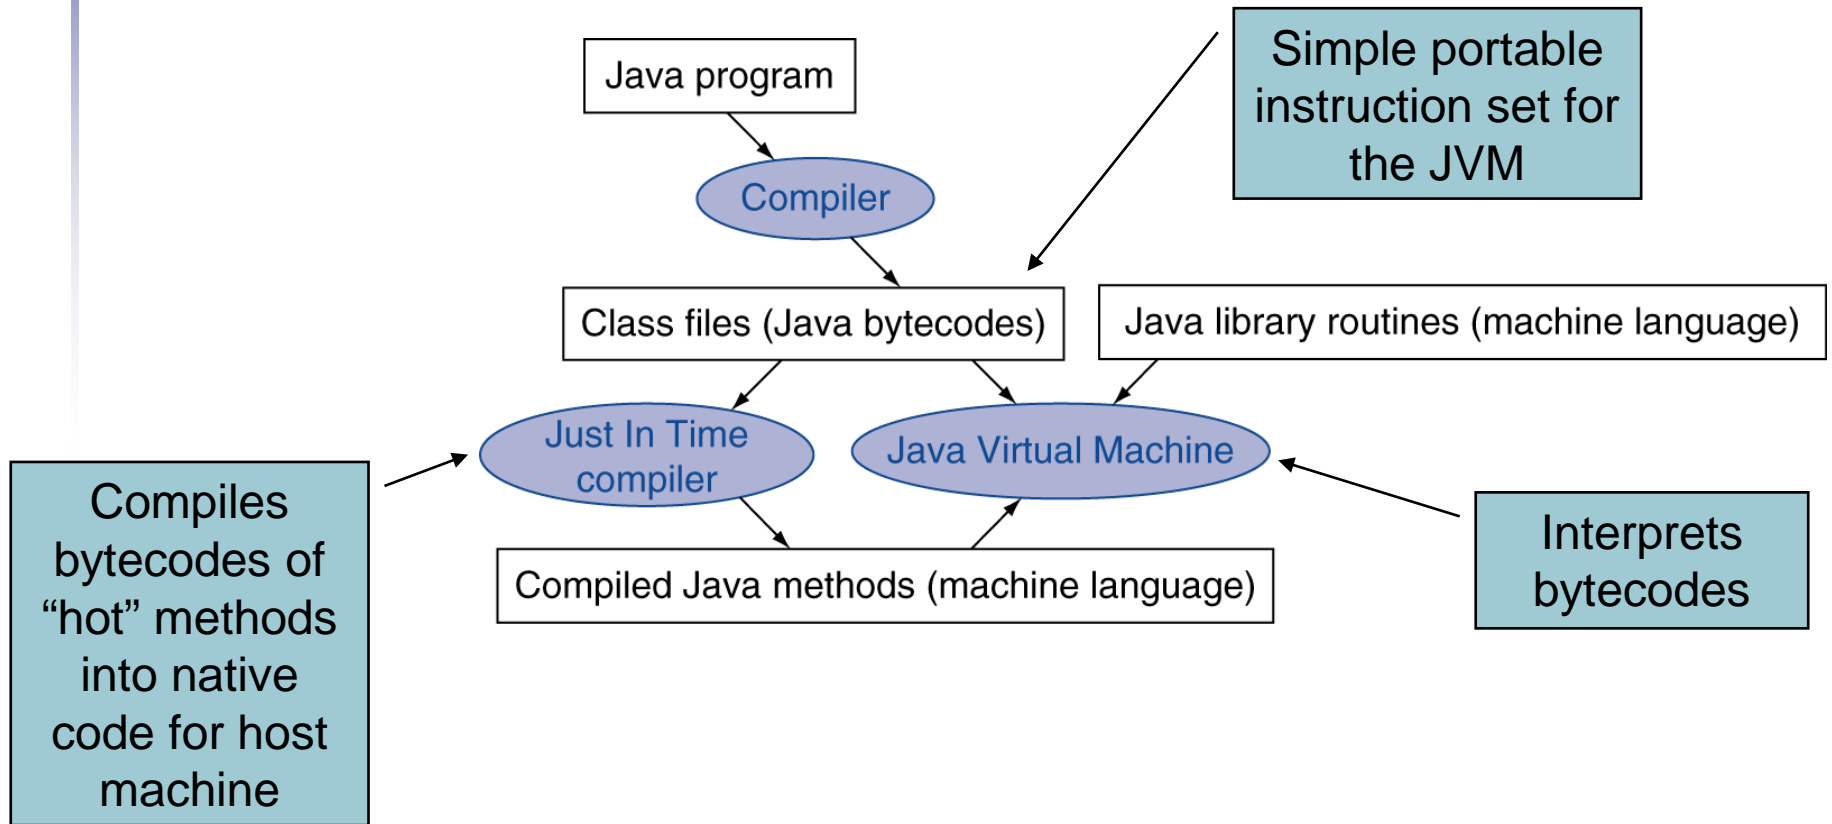 Java program
Simple portable
instruction set for
the JVM
Compiler
Class files (Java bytecodes)
Java library routines (machine language)
Just In Time
compiler
Java Virtual Machine
Compiles
bytecodes of
“hot” methods
into native
code for host
machine
Interprets
bytecodes
Compiled Java methods (machine language)